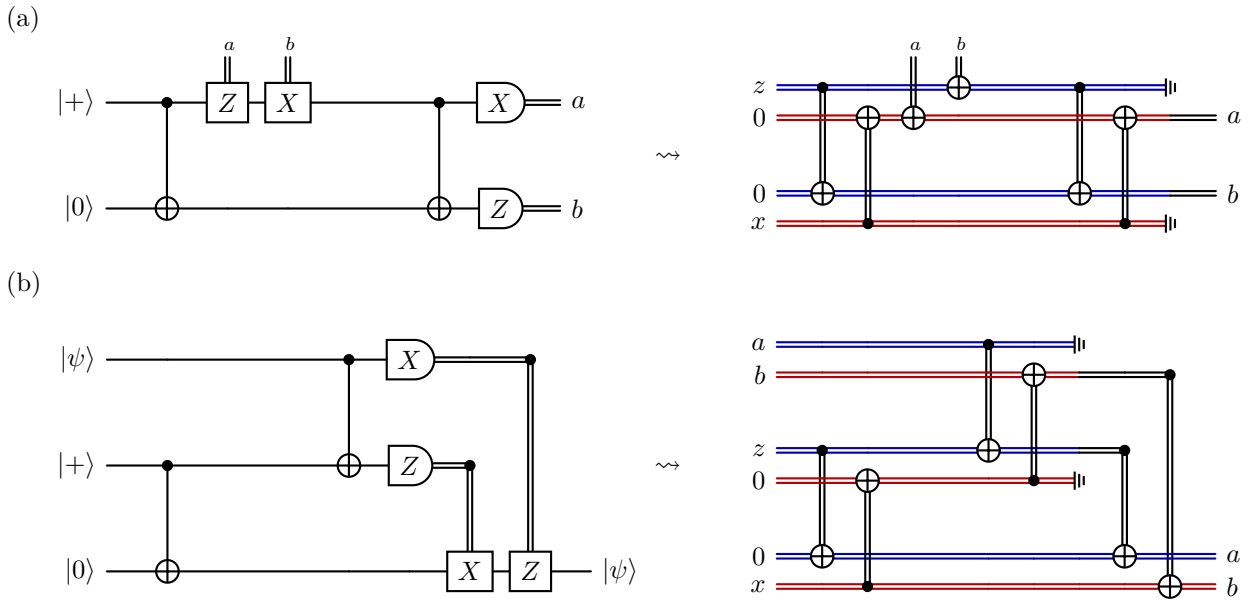 (a)
a b a b
|+⟩ Z X X a z 0 a
⇝
|0⟩ Z b 0 x b
(b)
|ψ⟩ X a b
|+⟩ Z ⇝ z 0
|0⟩ X Z |ψ⟩ 0 a
x b